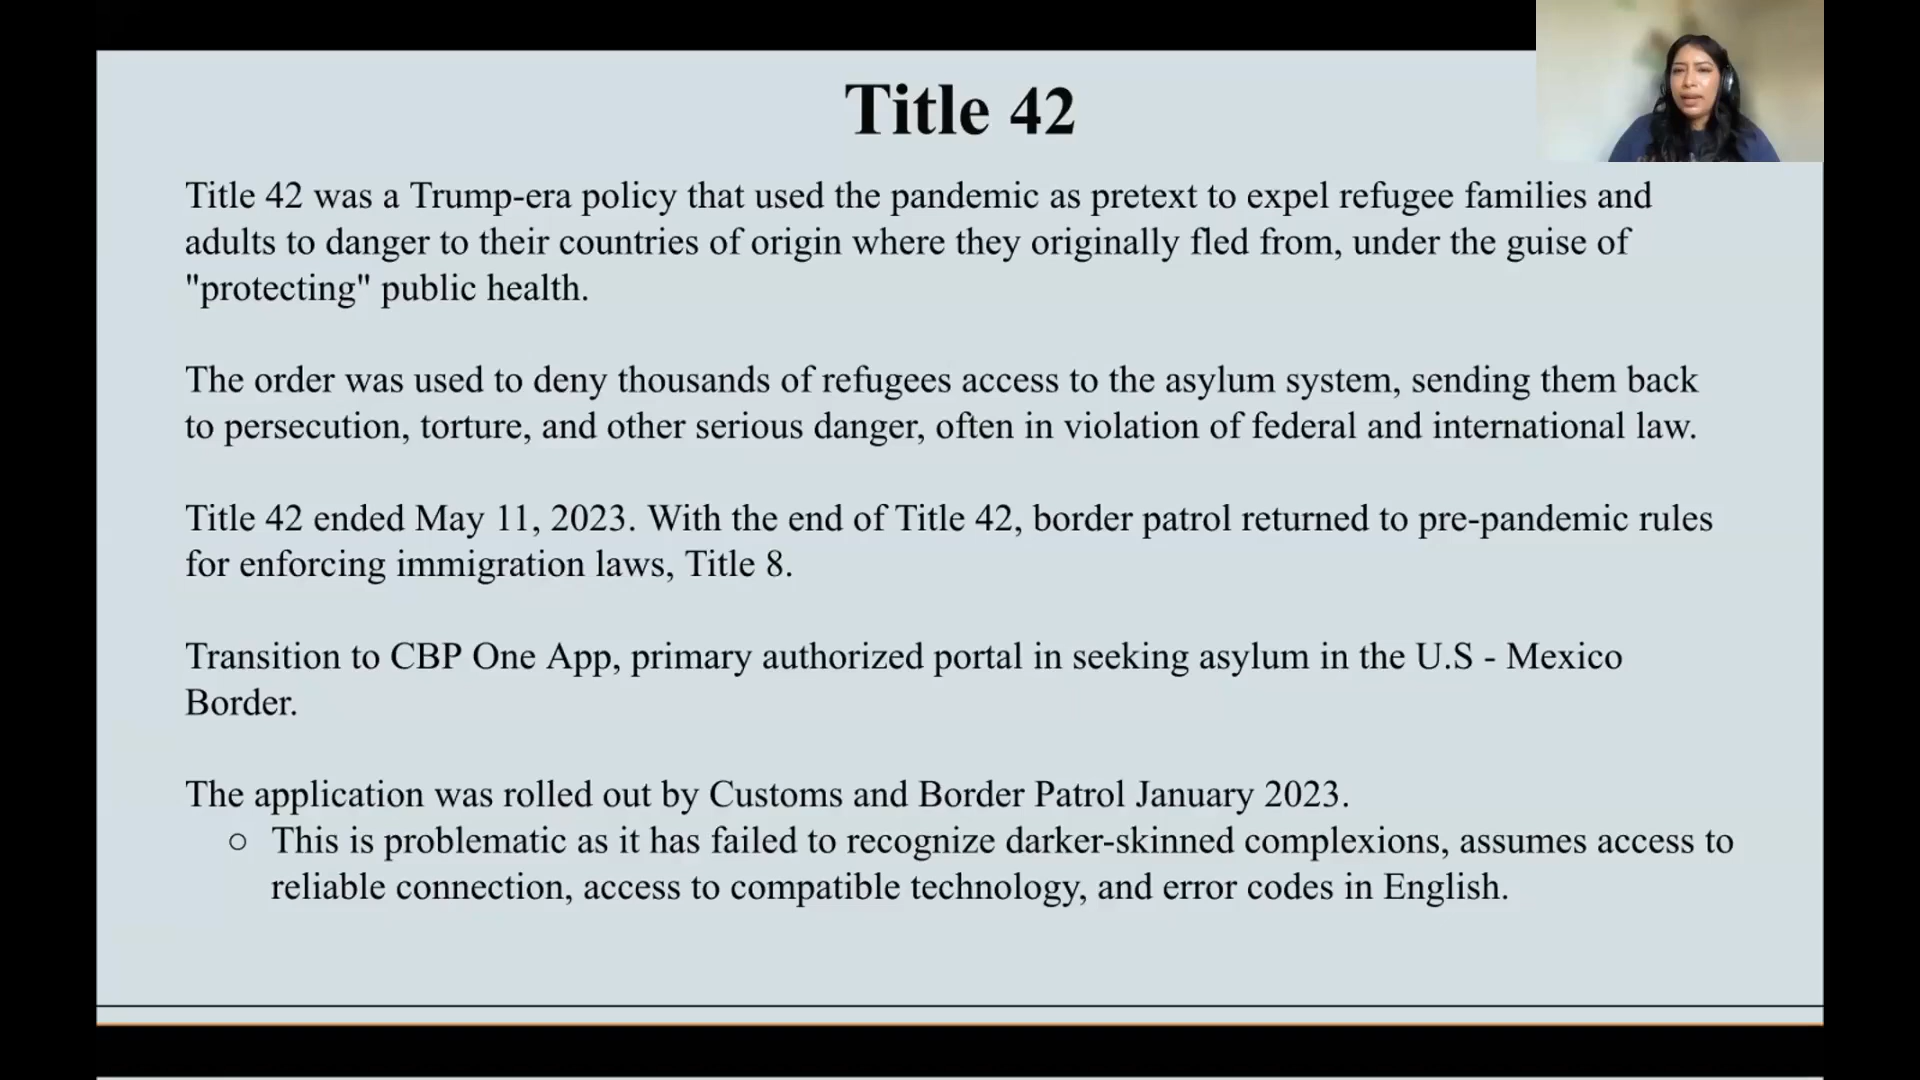 Title 42
Title 42 was a Trump-era policy that used the pandemic as pretext to expel refugee families and
adults to danger to their countries of origin where they originally fled from, under the guise of
"protecting" public health.
The order was used to deny thousands of refugees access to the asylum system, sending them back
to persecution, torture, and other serious danger, often in violation of federal and international law.
Title 42 ended May 11, 2023. With the end of Title 42, border patrol returned to pre-pandemic rules
for enforcing immigration laws, Title 8.
Transition to CBP One App, primary authorized portal in seeking asylum in the U.S - Mexico
Border.
The application was rolled out by Customs and Border Patrol January 2023.
○ This is problematic as it has failed to recognize darker-skinned complexions, assumes access to
reliable connection, access to compatible technology, and error codes in English.